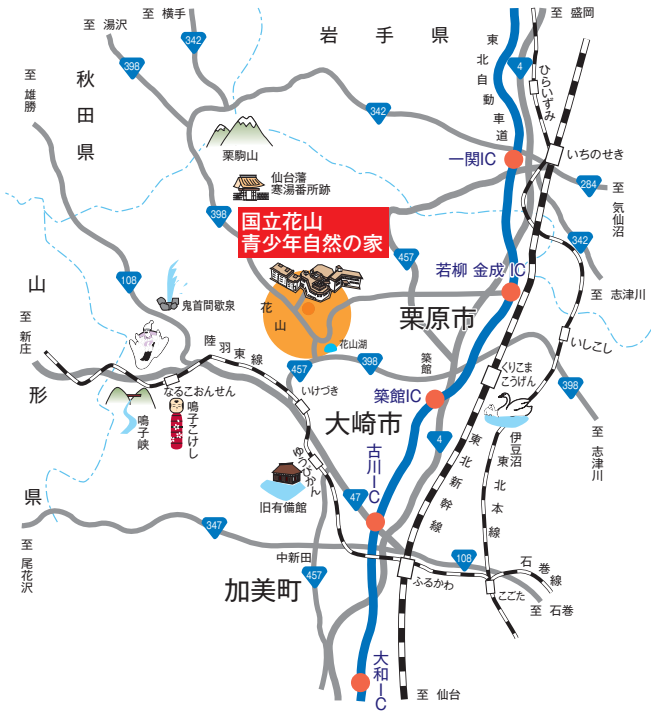 至 盛岡
至 横手
至 湯沢
岩手県
342
398
4
東北自動車道
ひらいずみ
至 雄勝
秋田県
342
栗駒山
一関IC
いちのせき
仙台藩
寒湯番所跡
284
至 気仙沼
398
国立花山
青少年自然の家
342
457
若柳 金成 IC
至 志津川
108
山形県
鬼首間歇泉
花山
栗原市
至 新庄
陸羽東線
花山湖
築館
いしこし
457
398
くりこまこうげん
398
なるこおんせん
いけづき
築館IC
大崎市
鳴子峡
鳴子こけし
4
伊豆沼
至 志津川
古川IC
ゆうびかん
東北新幹線
東北本線
旧有備館
47
347
至 尾花沢
中新田
108
石巻線
457
ふるかわ
こごた
加美町
至 石巻
大和IC
至 仙台